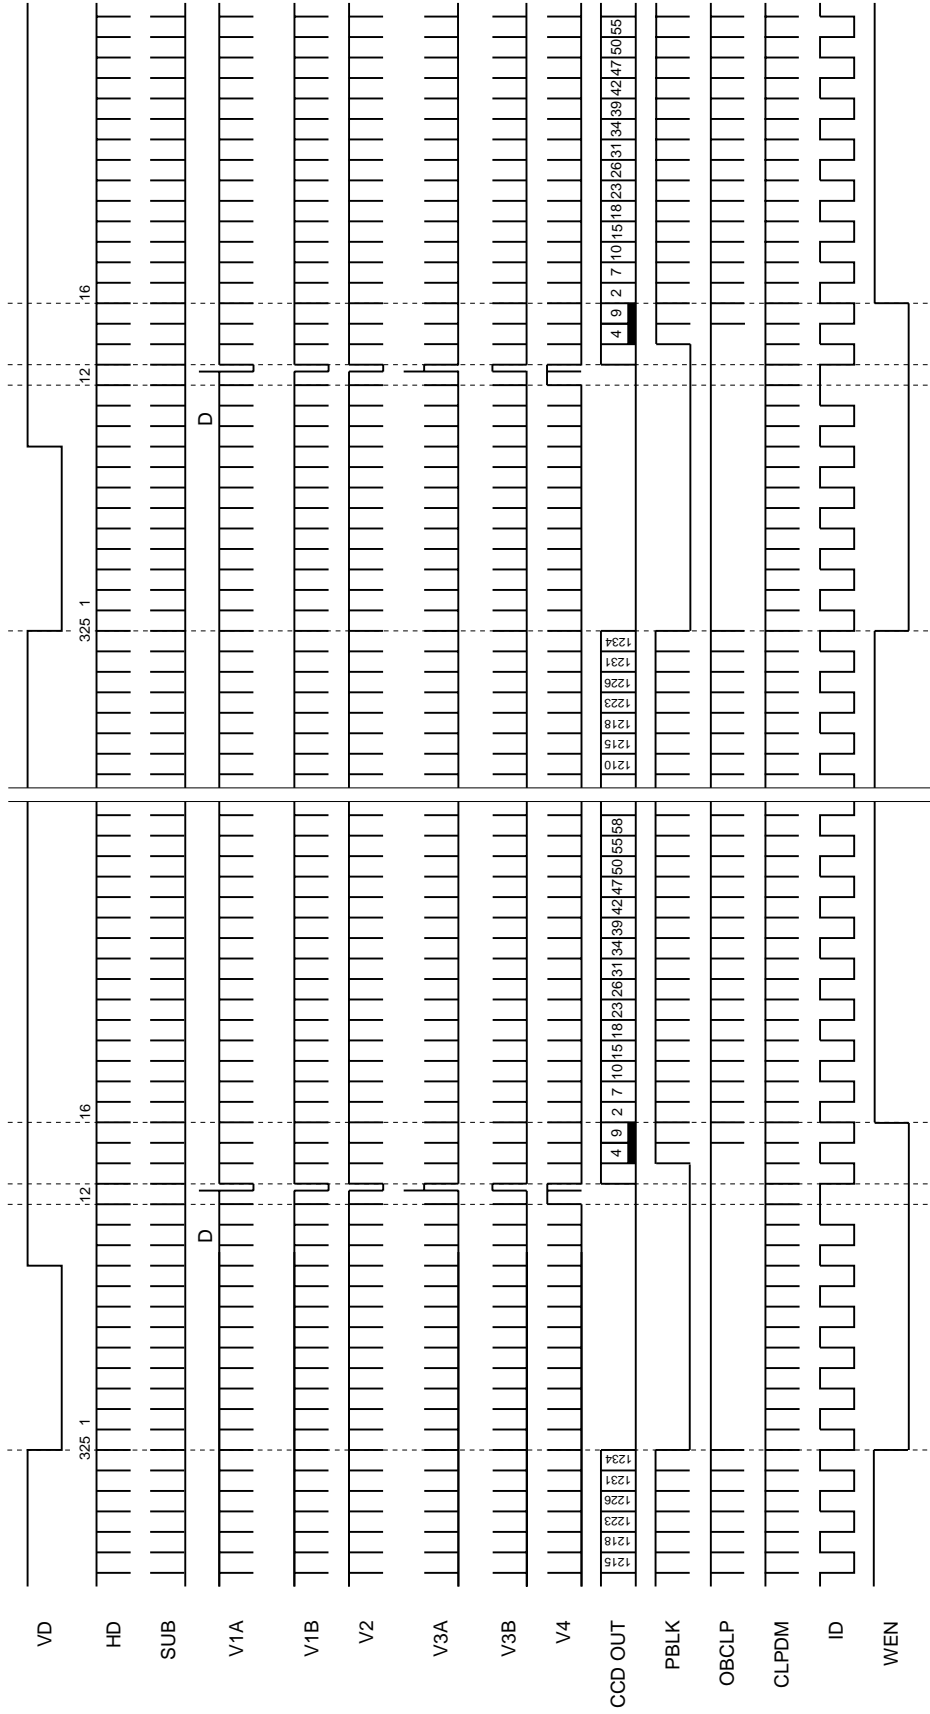 VD
325 1 12 16 325 1 12 16
HD
SUB
D D
V1A
V1B
V2
V3A
V3B
V4
CCD OUT 1215 1218 1223 1226 1231 1234 4 9 2 7 10 15 18 23 26 31 34 39 42 47 50 55 58 1210 1215 1218 1223 1226 1231 1234 4 9 2 7 10 15 18 23 26 31 34 39 42 47 50 55
PBLK
OBCLP
CLPDM
ID
WEN